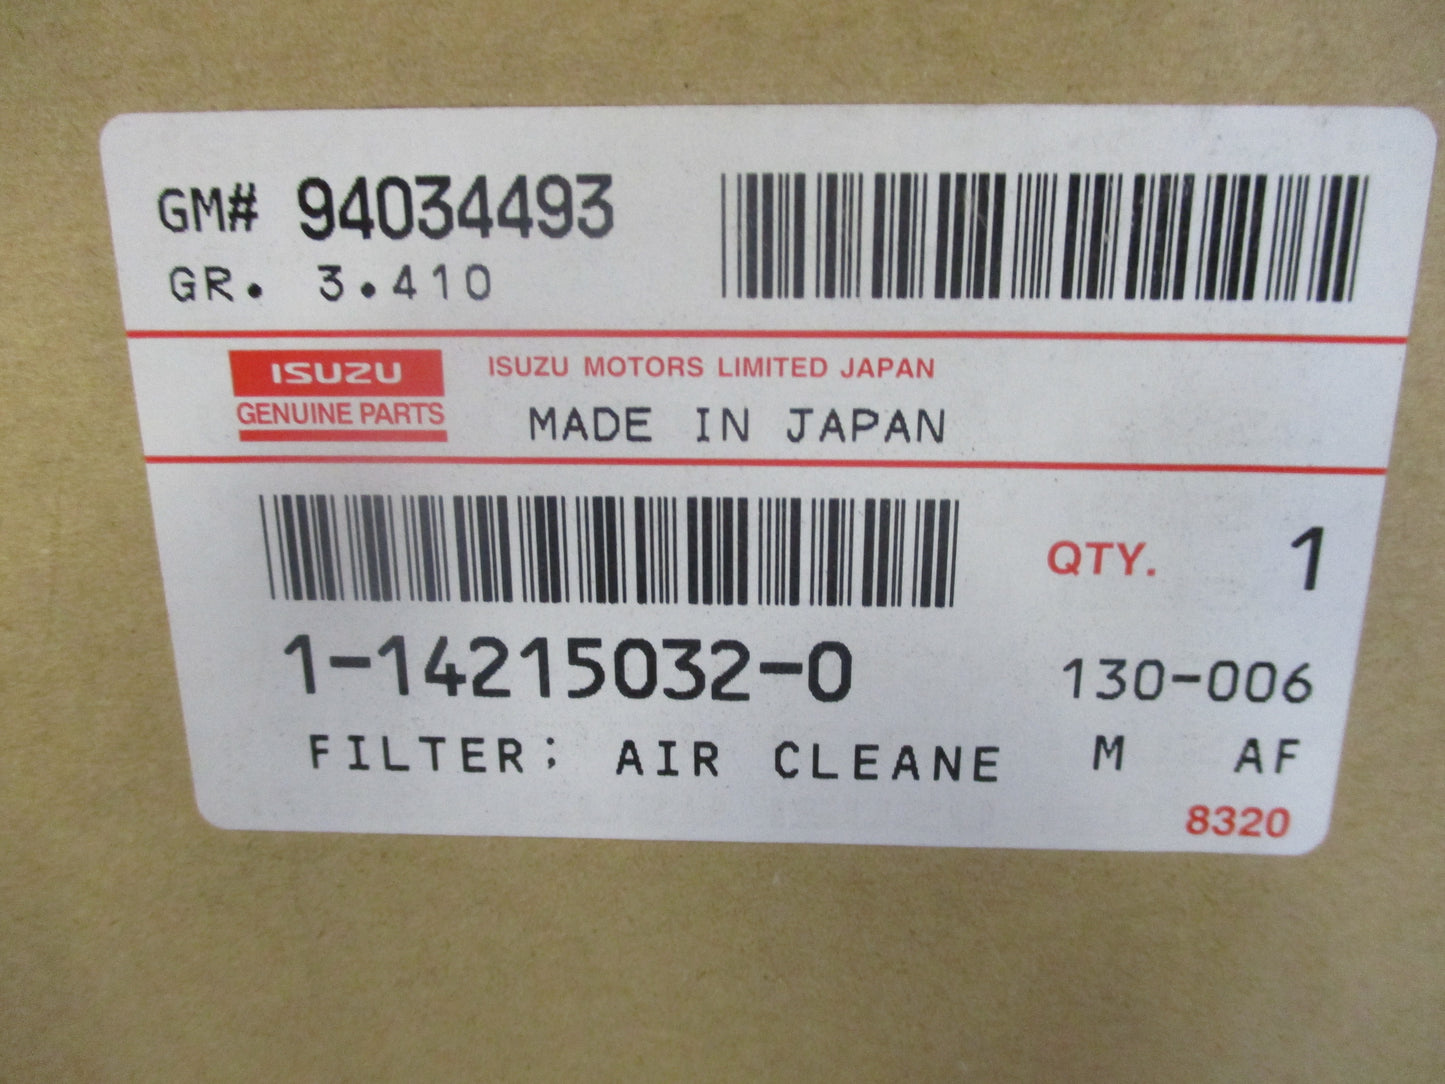 GM# 94034493
GR. 3.410
ISUZU
GENUINE PARTS
ISUZU MOTORS LIMITED JAPAN
MADE IN JAPAN
QTY. 1
1-14215032-0 130-006
FILTER; AIR CLEANE M AF
8320